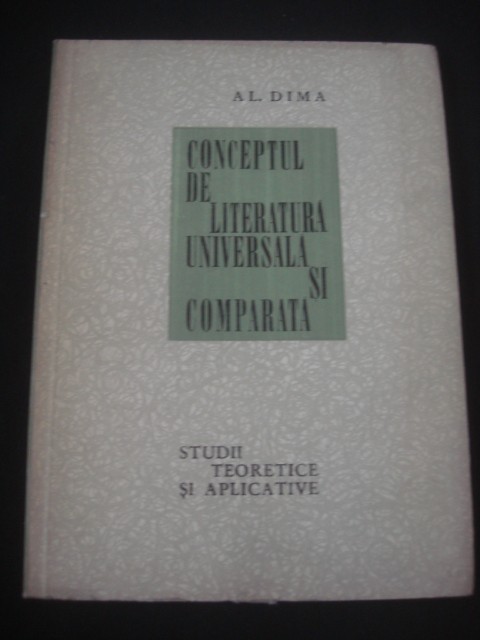 AL. DIMA
CONCEPTUL
DE
LITERATURA
UNIVERSALA
SI
COMPARATA
STUDII
TEORETICE
ŞI APLICATIVE